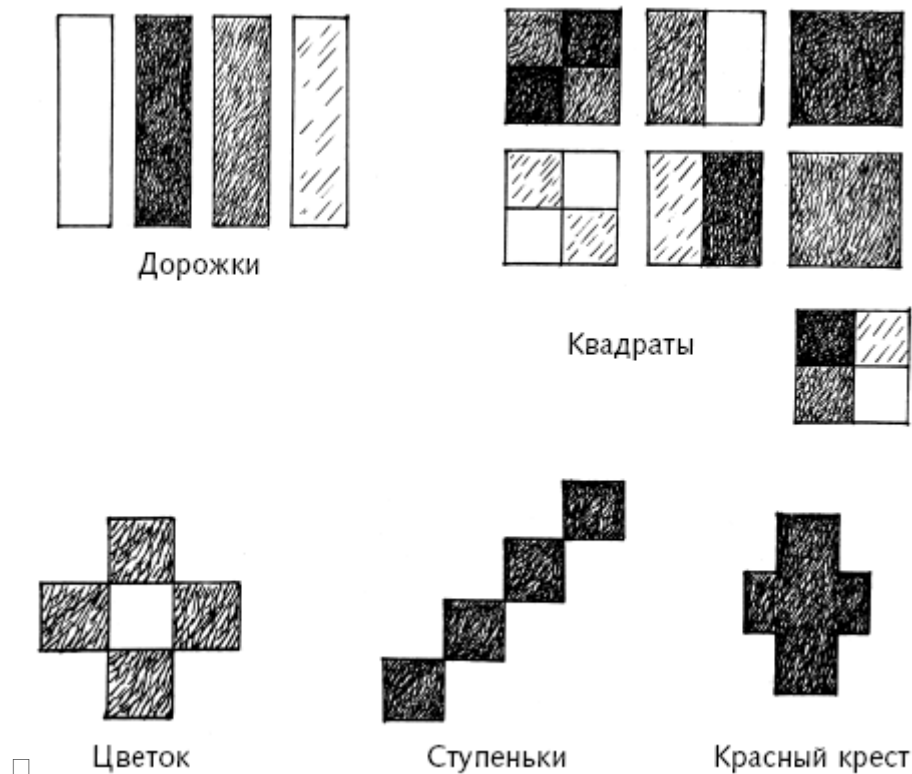 Дорожки
Квадраты
Цветок
Ступеньки
Красный крест